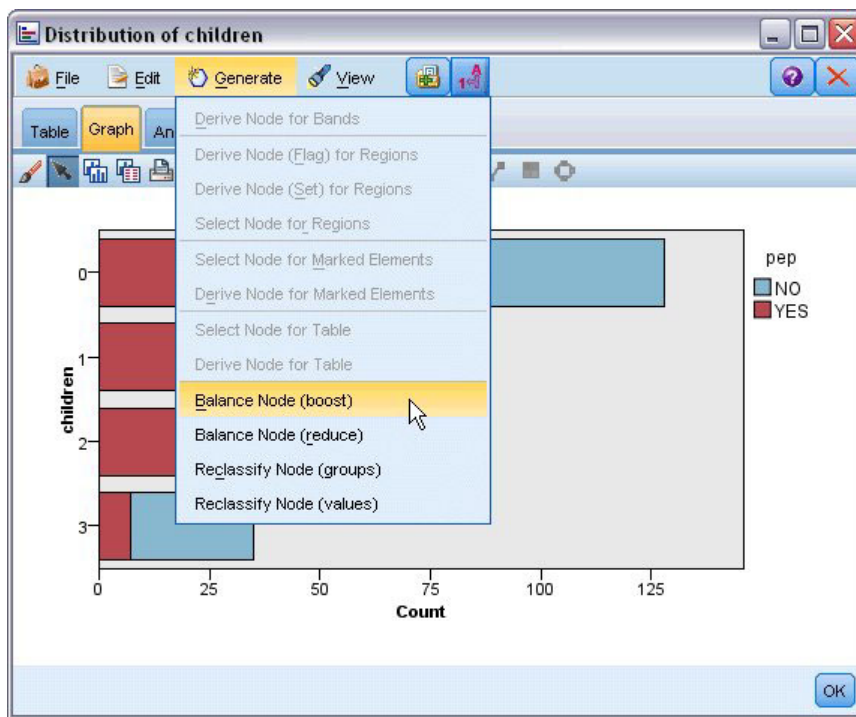 Distribution of children
File Edit Generate View
Table Graph An
Derive Node for Bands
Derive Node (Flag) for Regions
Derive Node (Set) for Regions
Select Node for Regions
Select Node for Marked Elements
Derive Node for Marked Elements
Select Node for Table
Derive Node for Table
Balance Node (boost)
Balance Node (reduce)
Reclassify Node (groups)
Reclassify Node (values)
children
0
1
2
3
0 25 50 75 100 125
Count
pep
NO
YES
OK